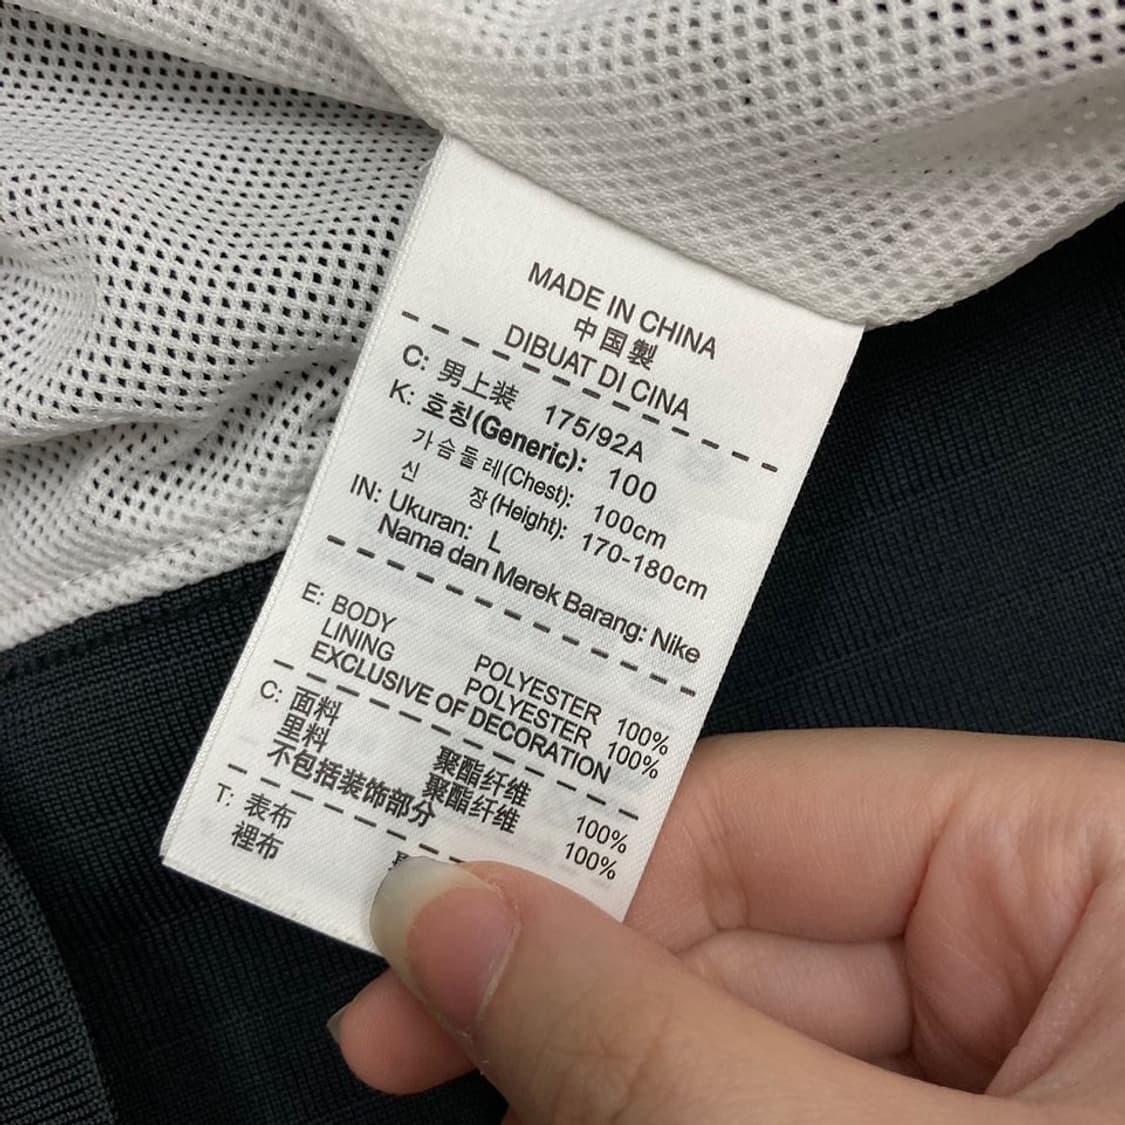 MADE IN CHINA
中国製
DIBUAT DI CINA
C: 男上装 175/92A
K: 호칭(Generic): 100
가슴둘레(Chest): 100cm
신 장(Height): 170-180cm
IN: Ukuran: L
Nama dan Merek Barang: Nike
E: BODY POLYESTER 100%
LINING POLYESTER 100%
EXCLUSIVE OF DECORATION
C: 面料 聚酯纤维 100%
里料 聚酯纤维 100%
不包括装饰部分
T: 表布
裡布